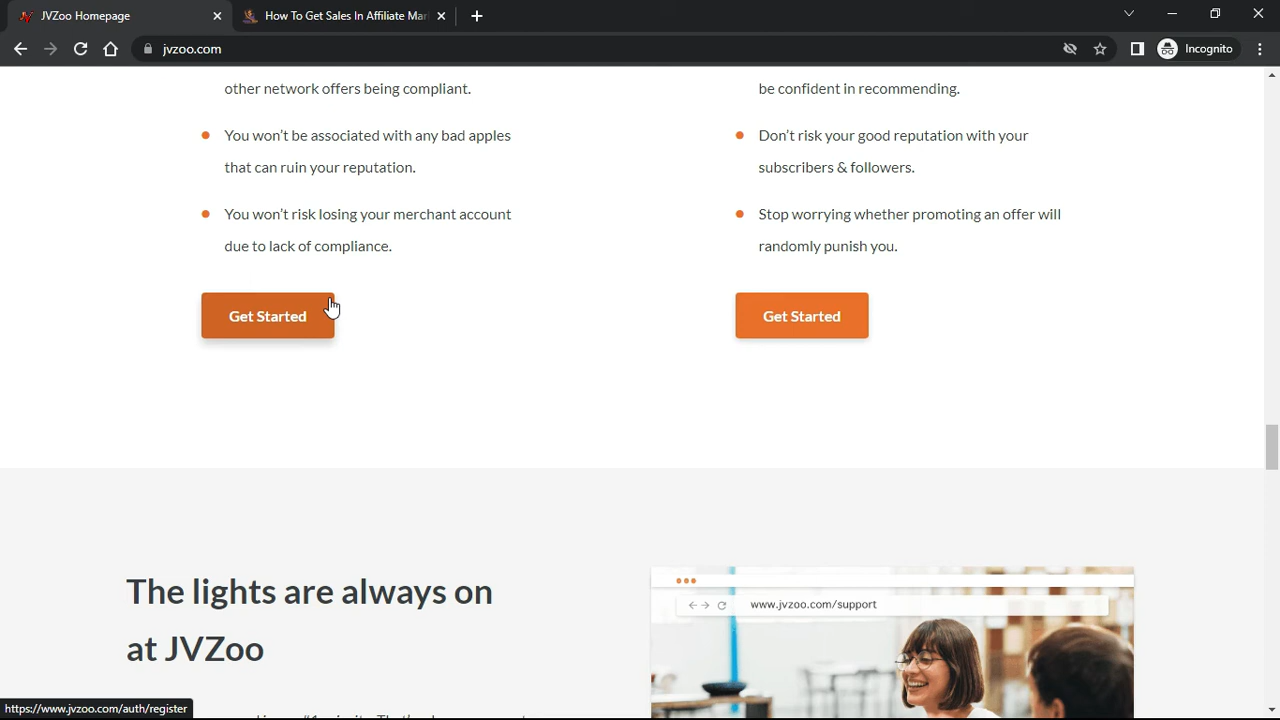 JVZoo Homepage
How To Get Sales In Affiliate Mar
jvzoo.com
Incognito
other network offers being compliant.
You won't be associated with any bad apples
that can ruin your reputation.
You won't risk losing your merchant account
due to lack of compliance.
Get Started
be confident in recommending.
Don't risk your good reputation with your
subscribers & followers.
Stop worrying whether promoting an offer will
randomly punish you.
Get Started
The lights are always on
at JVZoo
www.jvzoo.com/support
https://www.jvzoo.com/auth/register